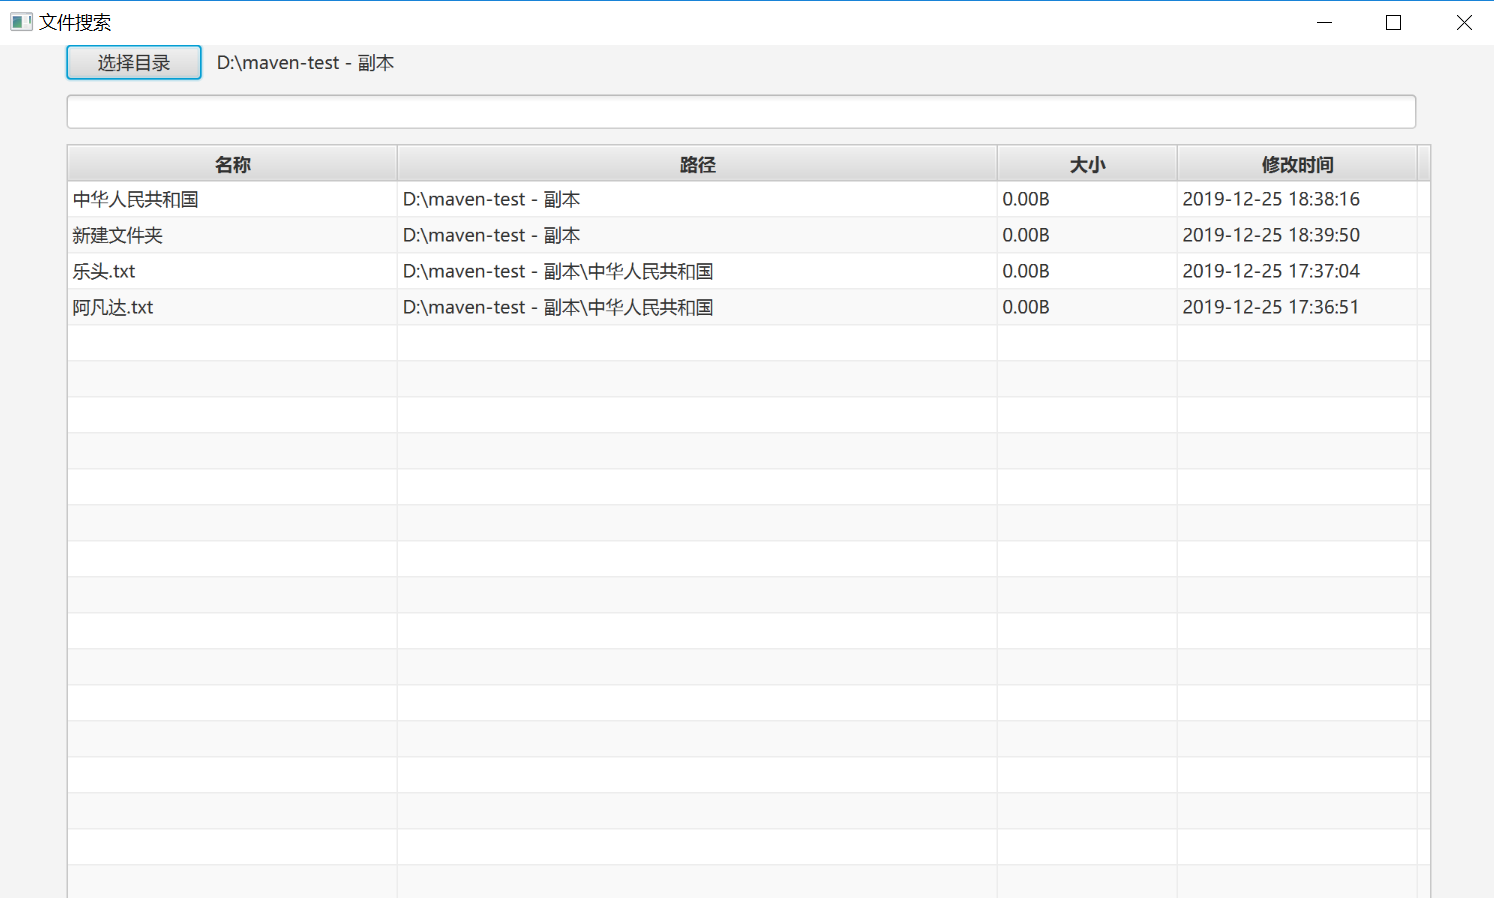 文件搜索
选择目录 D:\maven-test - 副本
名称 路径 大小 修改时间
中华人民共和国 D:\maven-test - 副本 0.00B 2019-12-25 18:38:16
新建文件夹 D:\maven-test - 副本 0.00B 2019-12-25 18:39:50
乐头.txt D:\maven-test - 副本\中华人民共和国 0.00B 2019-12-25 17:37:04
阿凡达.txt D:\maven-test - 副本\中华人民共和国 0.00B 2019-12-25 17:36:51